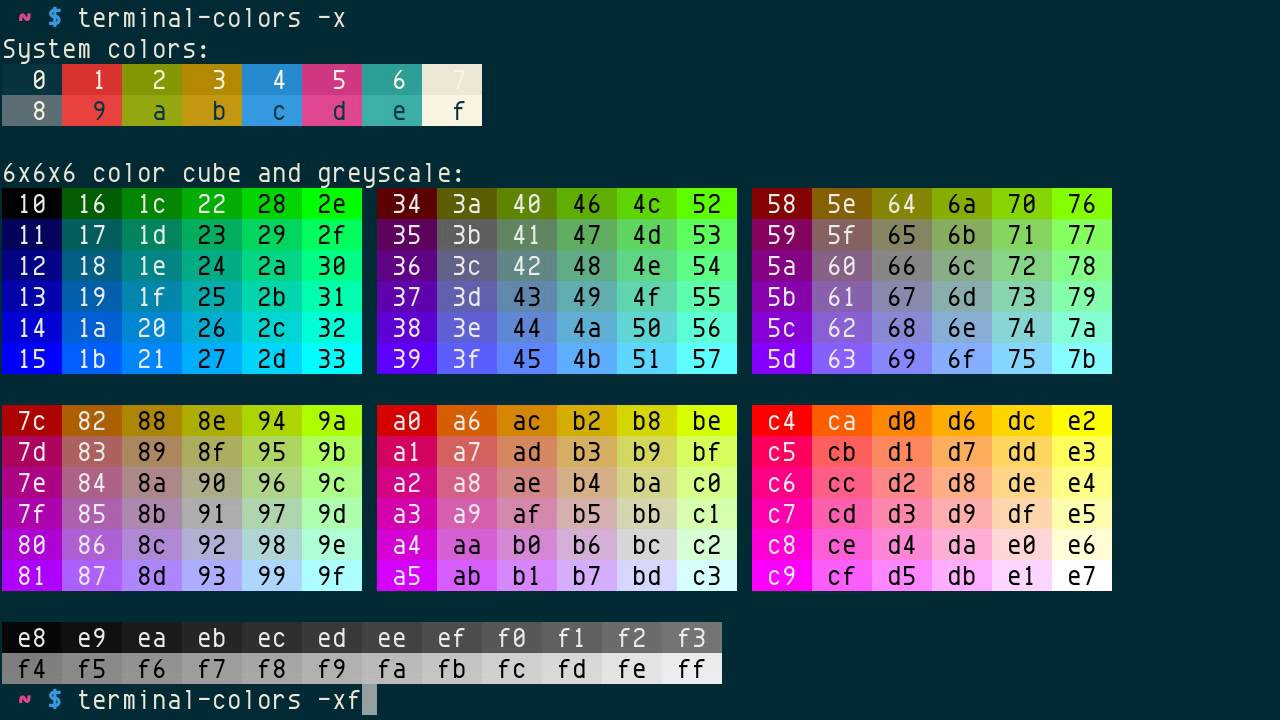 ~ $ terminal-colors -x
System colors:
0 1 2 3 4 5 6 7
8 9 a b c d e f
6x6x6 color cube and greyscale:
10 16 1c 22 28 2e 34 3a 40 46 4c 52 58 5e 64 6a 70 76
11 17 1d 23 29 2f 35 3b 41 47 4d 53 59 5f 65 6b 71 77
12 18 1e 24 2a 30 36 3c 42 48 4e 54 5a 60 66 6c 72 78
13 19 1f 25 2b 31 37 3d 43 49 4f 55 5b 61 67 6d 73 79
14 1a 20 26 2c 32 38 3e 44 4a 50 56 5c 62 68 6e 74 7a
15 1b 21 27 2d 33 39 3f 45 4b 51 57 5d 63 69 6f 75 7b
7c 82 88 8e 94 9a a0 a6 ac b2 b8 be c4 ca d0 d6 dc e2
7d 83 89 8f 95 9b a1 a7 ad b3 b9 bf c5 cb d1 d7 dd e3
7e 84 8a 90 96 9c a2 a8 ae b4 ba c0 c6 cc d2 d8 de e4
7f 85 8b 91 97 9d a3 a9 af b5 bb c1 c7 cd d3 d9 df e5
80 86 8c 92 98 9e a4 aa b0 b6 bc c2 c8 ce d4 da e0 e6
81 87 8d 93 99 9f a5 ab b1 b7 bd c3 c9 cf d5 db e1 e7
e8 e9 ea eb ec ed ee ef f0 f1 f2 f3
f4 f5 f6 f7 f8 f9 fa fb fc fd fe ff
~ $ terminal-colors -xf